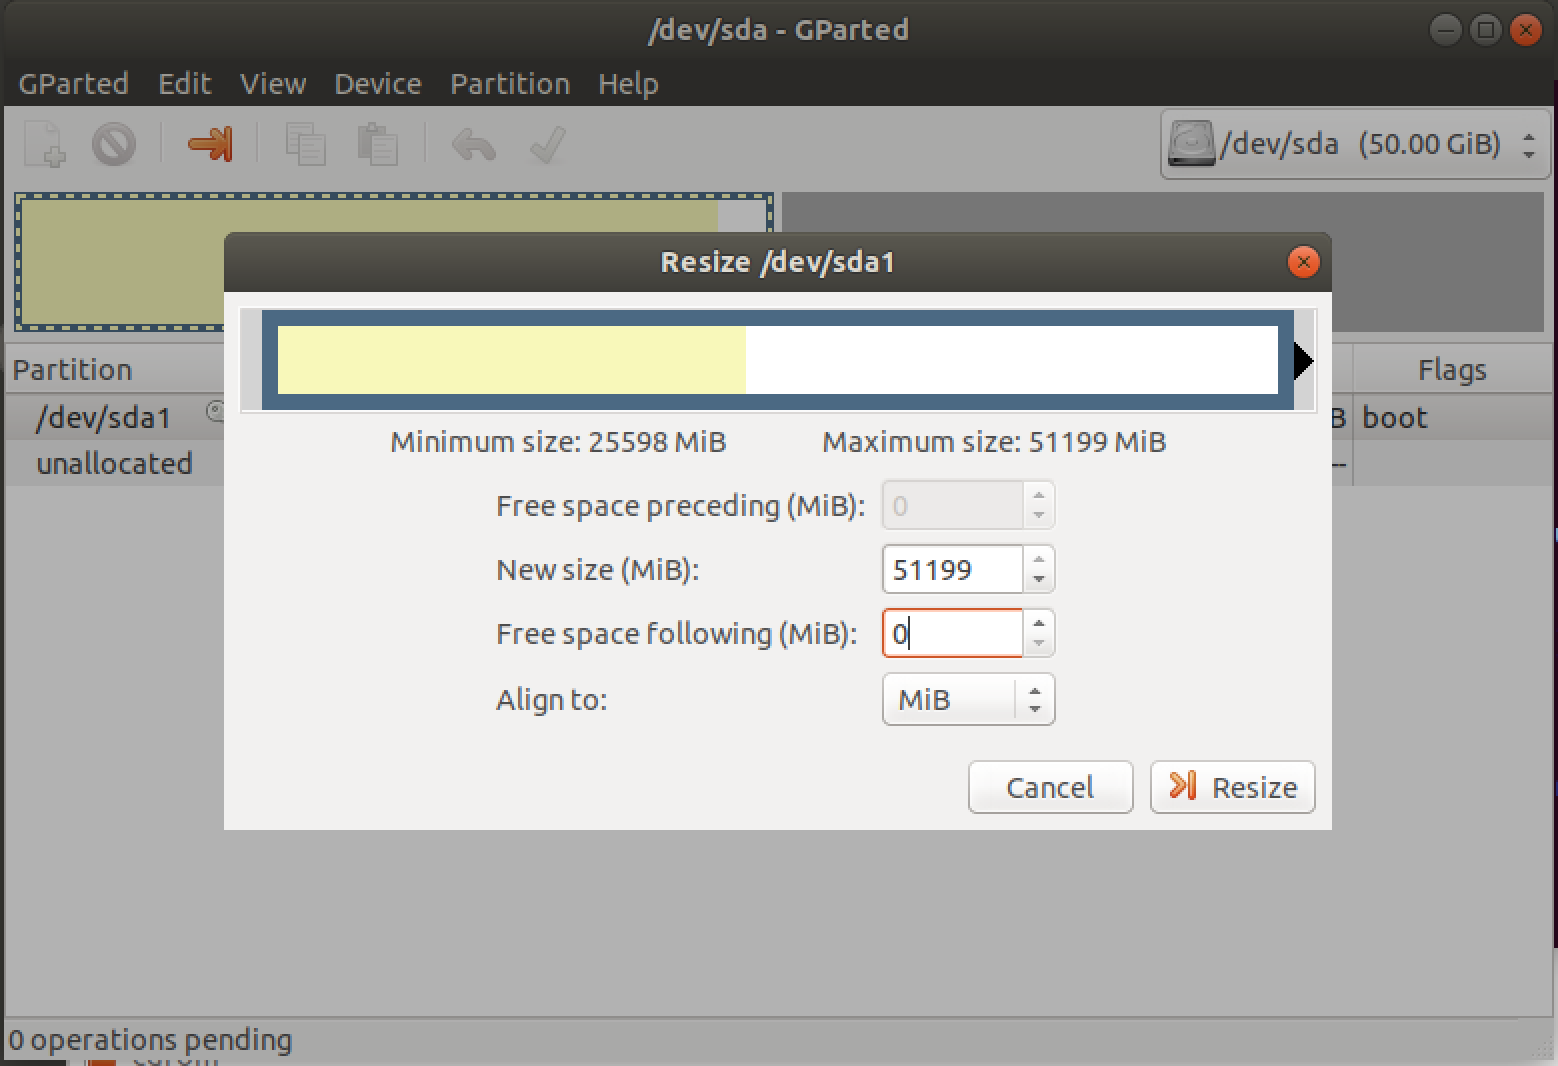 /dev/sda - GParted
GParted Edit View Device Partition Help
/dev/sda (50.00 GiB)
Resize /dev/sda1
Partition
Flags
/dev/sda1
B
boot
unallocated
--
Minimum size: 25598 MiB
Maximum size: 51199 MiB
Free space preceding (MiB): 0
New size (MiB): 51199
Free space following (MiB): 0
Align to: MiB
Cancel
Resize
0 operations pending